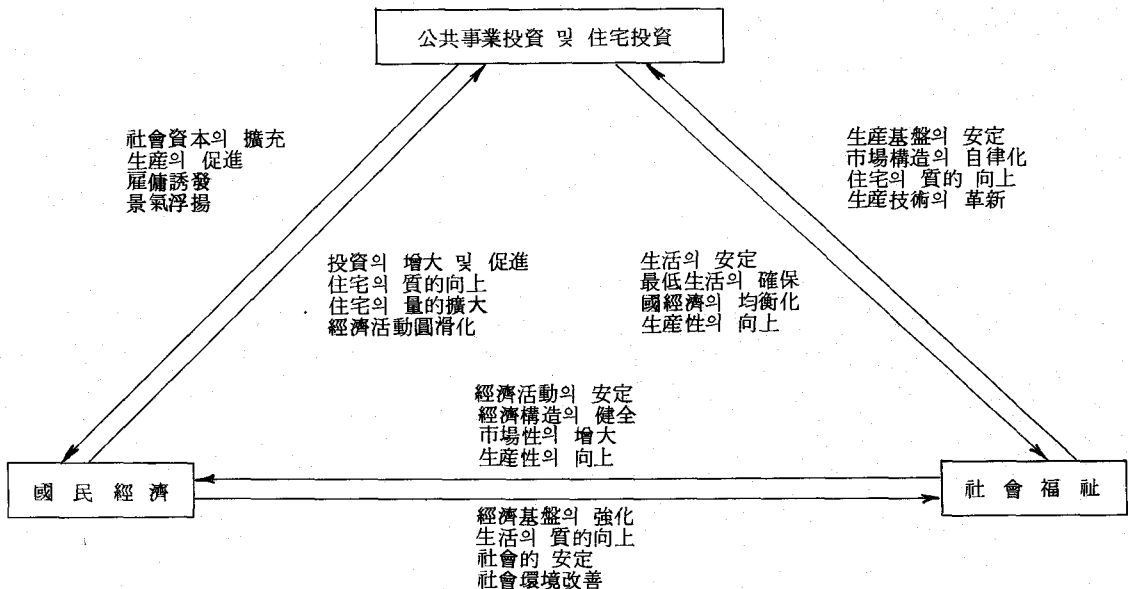 公共事業投資 및 住宅投資
社會資本의 擴充
生産의 促進
雇傭誘發
景氣浮揚
生産基盤의 安定
市場構造의 自律化
住宅의 質的 向上
生産技術의 革新
投資의 增大 및 促進
住宅의 質的向上
住宅의 量的擴大
經濟活動圓滑化
生活의 安定
最低生活의 確保
國經濟의 均衡化
生産性의 向上
經濟活動의 安定
經濟構造의 健全
市場性의 增大
生産性의 向上
國民經濟
社會福祉
經濟基盤의 強化
生活의 質的向上
社會的 安定
社會環境改善